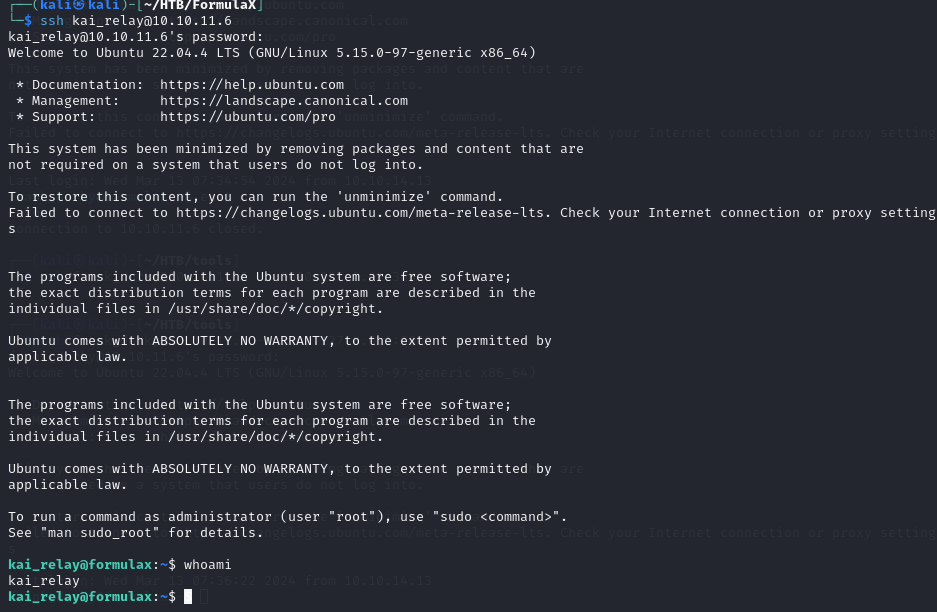 ┌──(kali㉿kali)-[~/HTB/FormulaX]
└─$ ssh kai_relay@10.10.11.6
kai_relay@10.10.11.6's password:
Welcome to Ubuntu 22.04.4 LTS (GNU/Linux 5.15.0-97-generic x86_64)
* Documentation:  https://help.ubuntu.com
* Management:     https://landscape.canonical.com
* Support:        https://ubuntu.com/pro
This system has been minimized by removing packages and content that are
not required on a system that users do not log into.
To restore this content, you can run the 'unminimize' command.
Failed to connect to https://changelogs.ubuntu.com/meta-release-lts. Check your Internet connection or proxy setting
s
The programs included with the Ubuntu system are free software;
the exact distribution terms for each program are described in the
individual files in /usr/share/doc/*/copyright.
Ubuntu comes with ABSOLUTELY NO WARRANTY, to the extent permitted by
applicable law.
The programs included with the Ubuntu system are free software;
the exact distribution terms for each program are described in the
individual files in /usr/share/doc/*/copyright.
Ubuntu comes with ABSOLUTELY NO WARRANTY, to the extent permitted by
applicable law.
To run a command as administrator (user "root"), use "sudo <command>".
See "man sudo_root" for details.
kai_relay@formulax:~$ whoami
kai_relay
kai_relay@formulax:~$